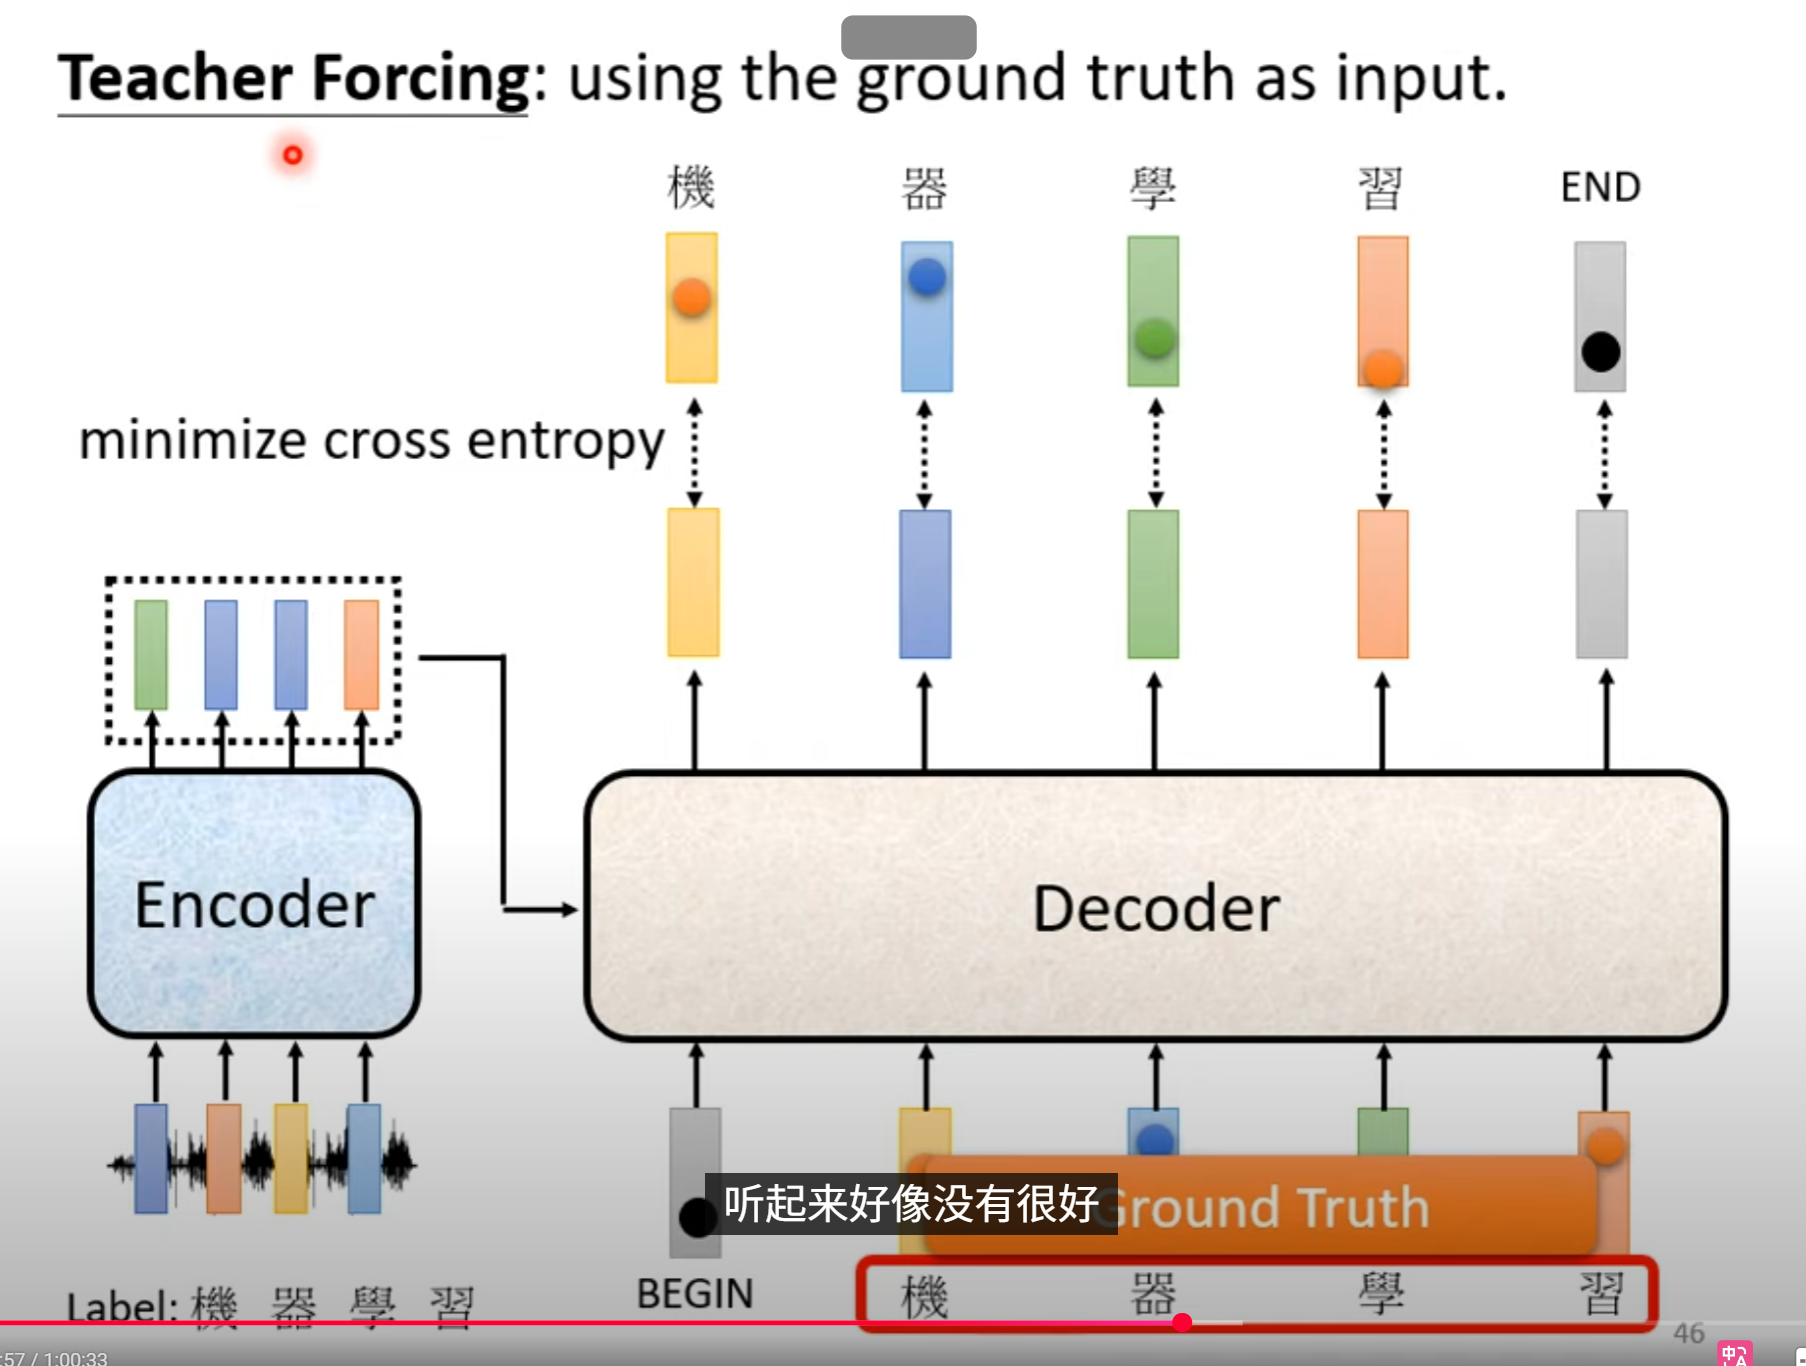 Teacher Forcing: using the ground truth as input.
機 器 學 習 END
minimize cross entropy
Encoder
Decoder
Ground Truth
听起来好像没有很好
BEGIN 機 器 學 習
Label: 機 器 學 習
46
:57 / 1:00:33
中A